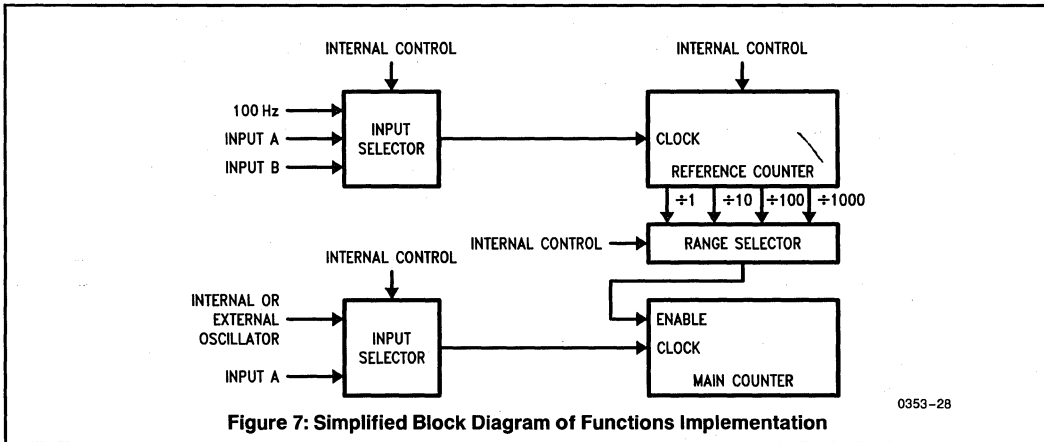 INTERNAL CONTROL
INTERNAL CONTROL
100 Hz
INPUT A
INPUT B
INPUT
SELECTOR
CLOCK
REFERENCE COUNTER
÷1
÷10
÷100
÷1000
INTERNAL CONTROL
RANGE SELECTOR
INTERNAL CONTROL
INTERNAL OR
EXTERNAL
OSCILLATOR
INPUT A
INPUT
SELECTOR
ENABLE
CLOCK
MAIN COUNTER
0353-28
Figure 7: Simplified Block Diagram of Functions Implementation